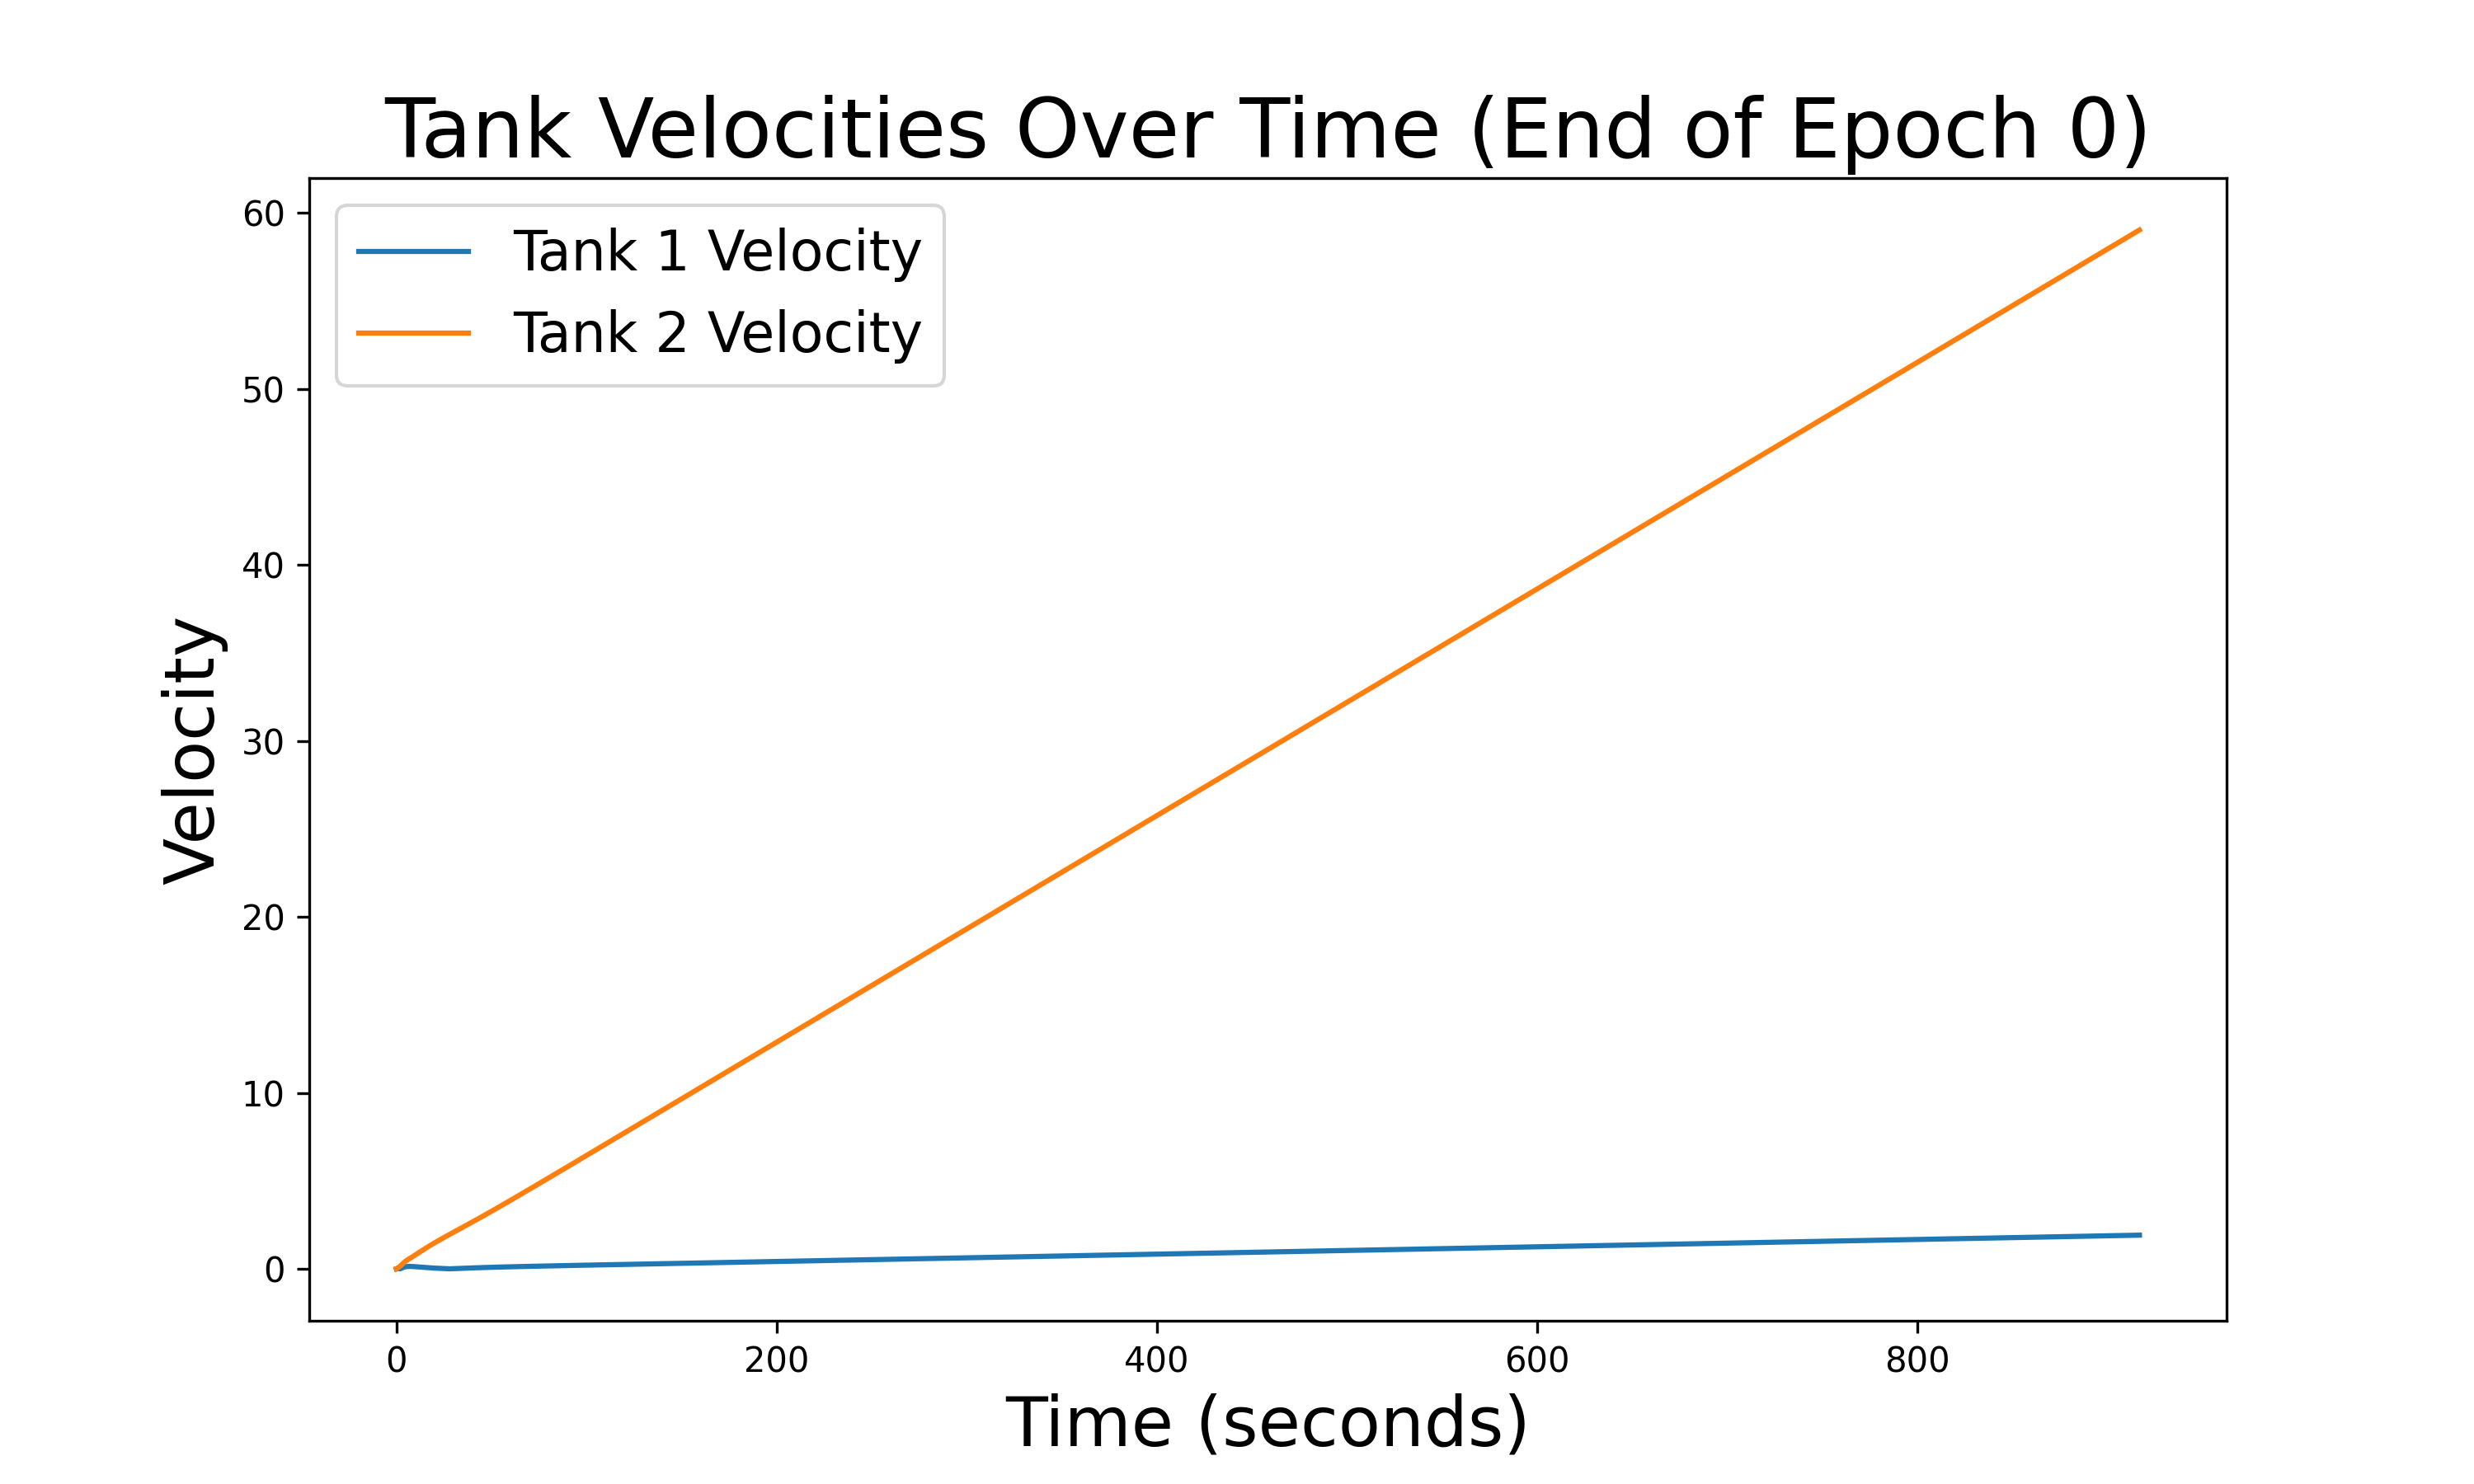 Tank Velocities Over Time (End of Epoch 0)
Tank 1 Velocity
Tank 2 Velocity
Velocity
60
50
40
30
20
10
0
0 200 400 600 800
Time (seconds)